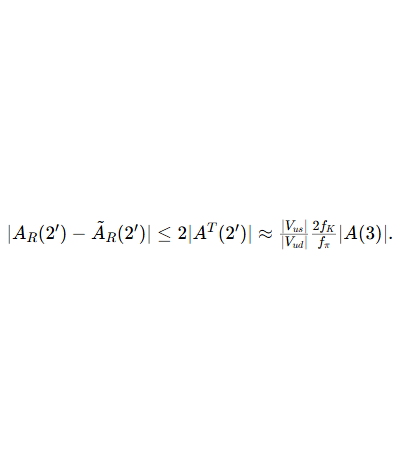 |A_R(2′) − Ã_R(2′)| ≤ 2|A^T(2′)| ≈ \frac{|V_{us}|}{|V_{ud}|} \frac{2f_K}{f_π} |A(3)|.